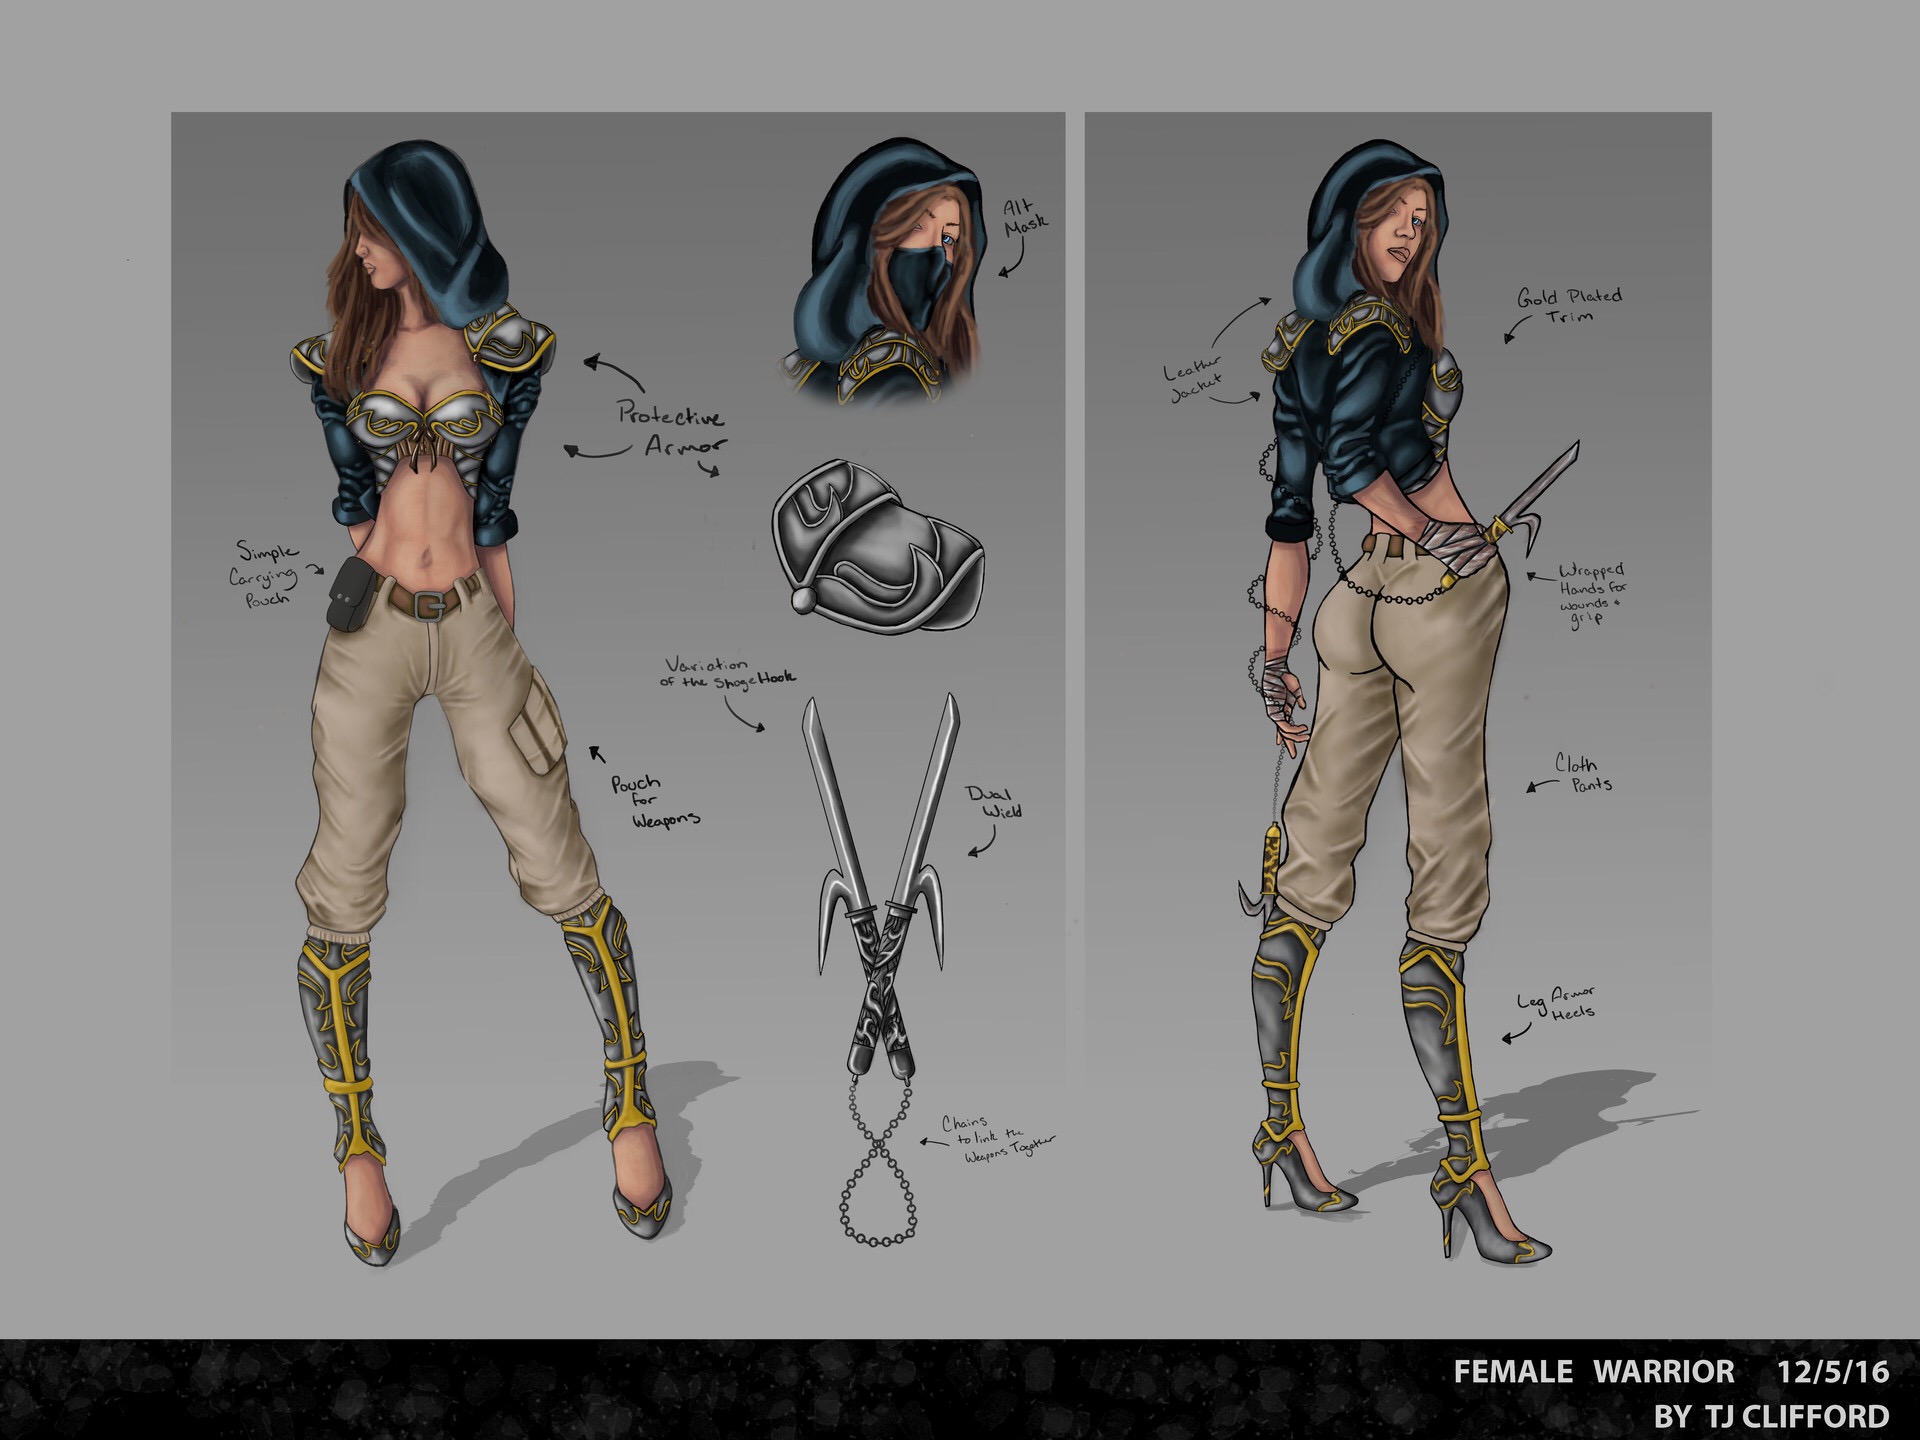 Alt
Mask
Protective
Armor
Simple
Carrying
Pouch
Variation
of the Shoge Hook
Pouch
for
Weapons
Dual
Wield
Chains
to link the
Weapons Together
Gold Plated
Trim
Leather
Jacket
Wrapped
Hands for
wounds +
grip
Cloth
Pants
Leg Armor
Heels
FEMALE WARRIOR 12/5/16
BY TJ CLIFFORD